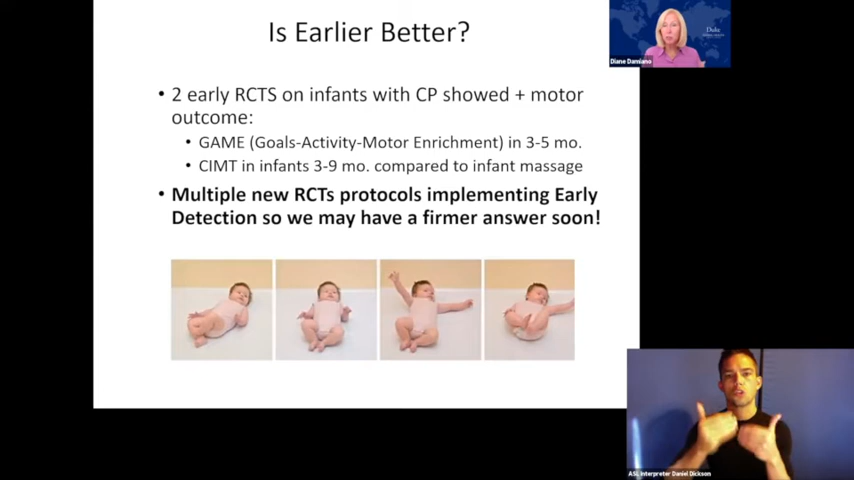 Is Earlier Better?
• 2 early RCTS on infants with CP showed + motor
outcome:
• GAME (Goals-Activity-Motor Enrichment) in 3-5 mo.
• CIMT in infants 3-9 mo. compared to infant massage
• Multiple new RCTs protocols implementing Early
Detection so we may have a firmer answer soon!
Duke
Diane Damiano
ASL Interpreter Daniel Dickson